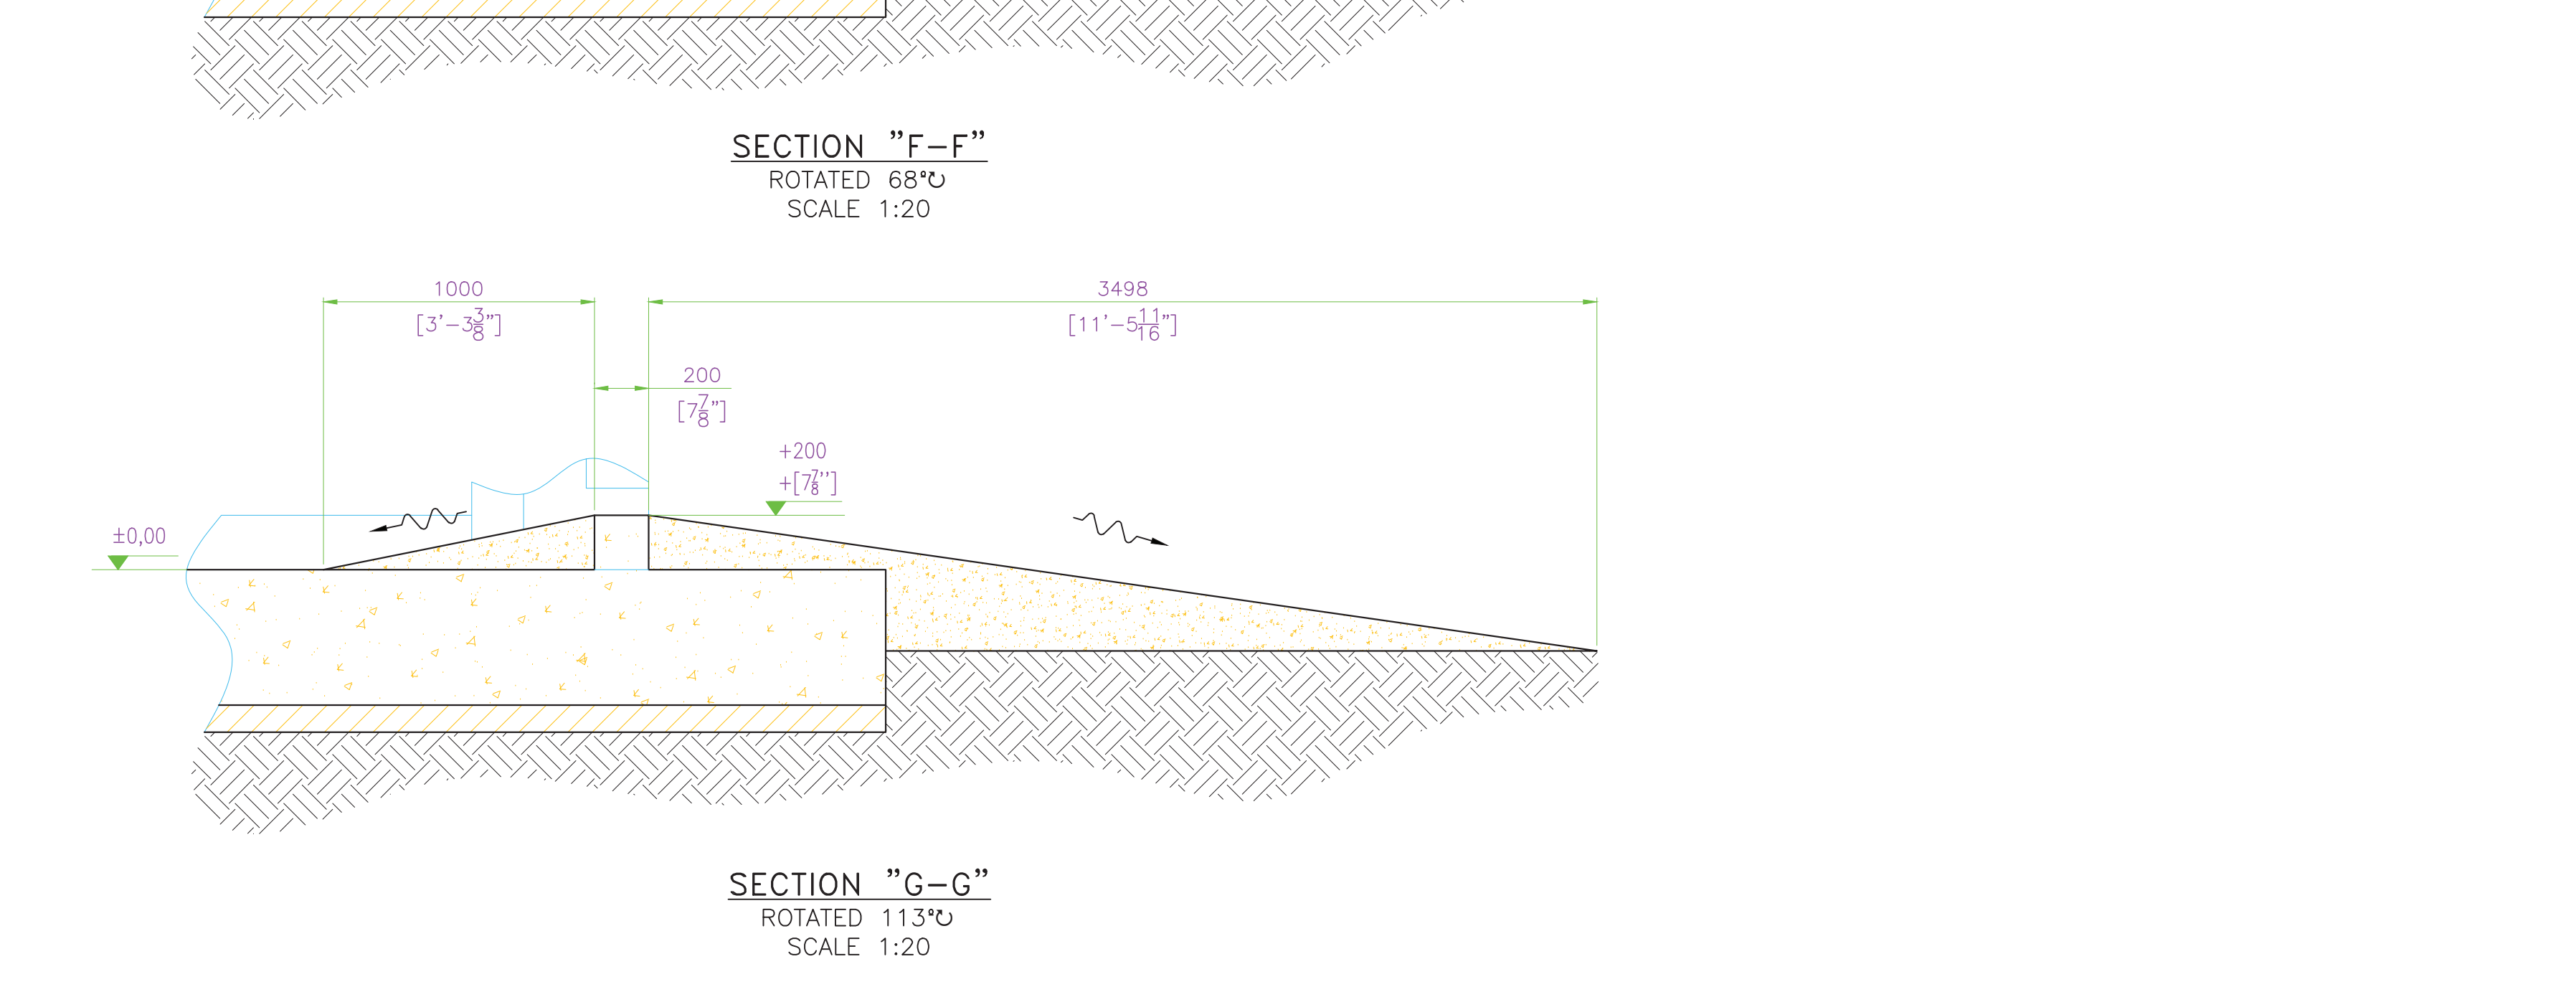 SECTION "F–F"
ROTATED 68°↻
SCALE 1:20
1000
[3'–3 3/8"]
3498
[11'–5 11/16"]
200
[7 7/8"]
+200
+[7 7/8'']
±0,00
SECTION "G–G"
ROTATED 113°↻
SCALE 1:20